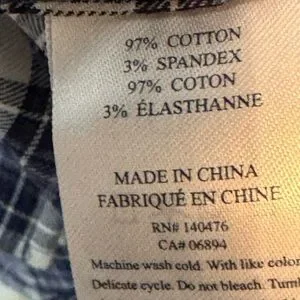 97% COTTON
3% SPANDEX
97% COTON
3% ÉLASTHANNE
MADE IN CHINA
FABRIQUÉ EN CHINE
RN# 140476
CA# 06894
Machine wash cold. With like color
Delicate cycle. Do not bleach. Tum